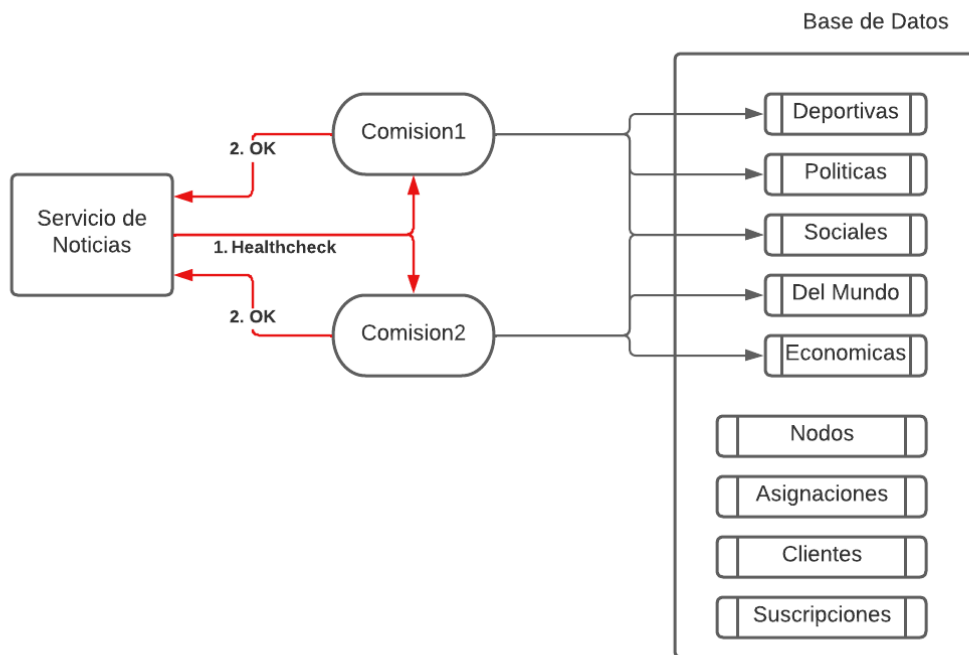 Base de Datos
Comision1
Deportivas
2. OK
Politicas
Servicio de
Noticias
Sociales
1. Healthcheck
Del Mundo
2. OK
Comision2
Economicas
Nodos
Asignaciones
Clientes
Suscripciones